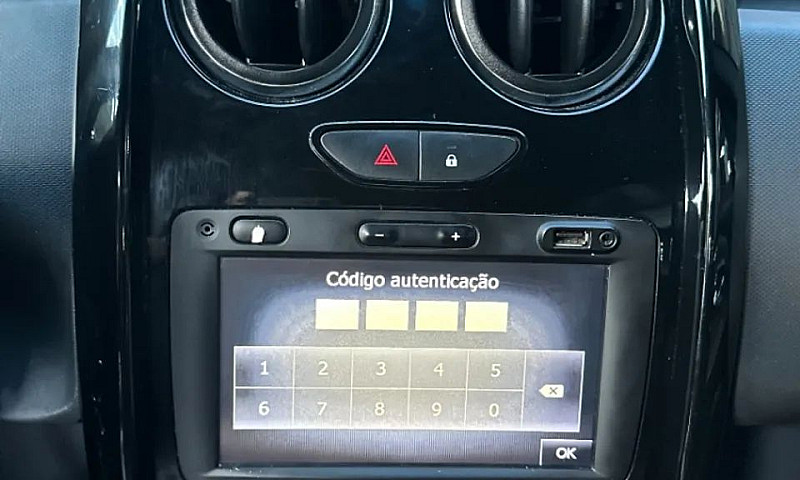 - +
Código autenticação
1 2 3 4 5
6 7 8 9 0
OK